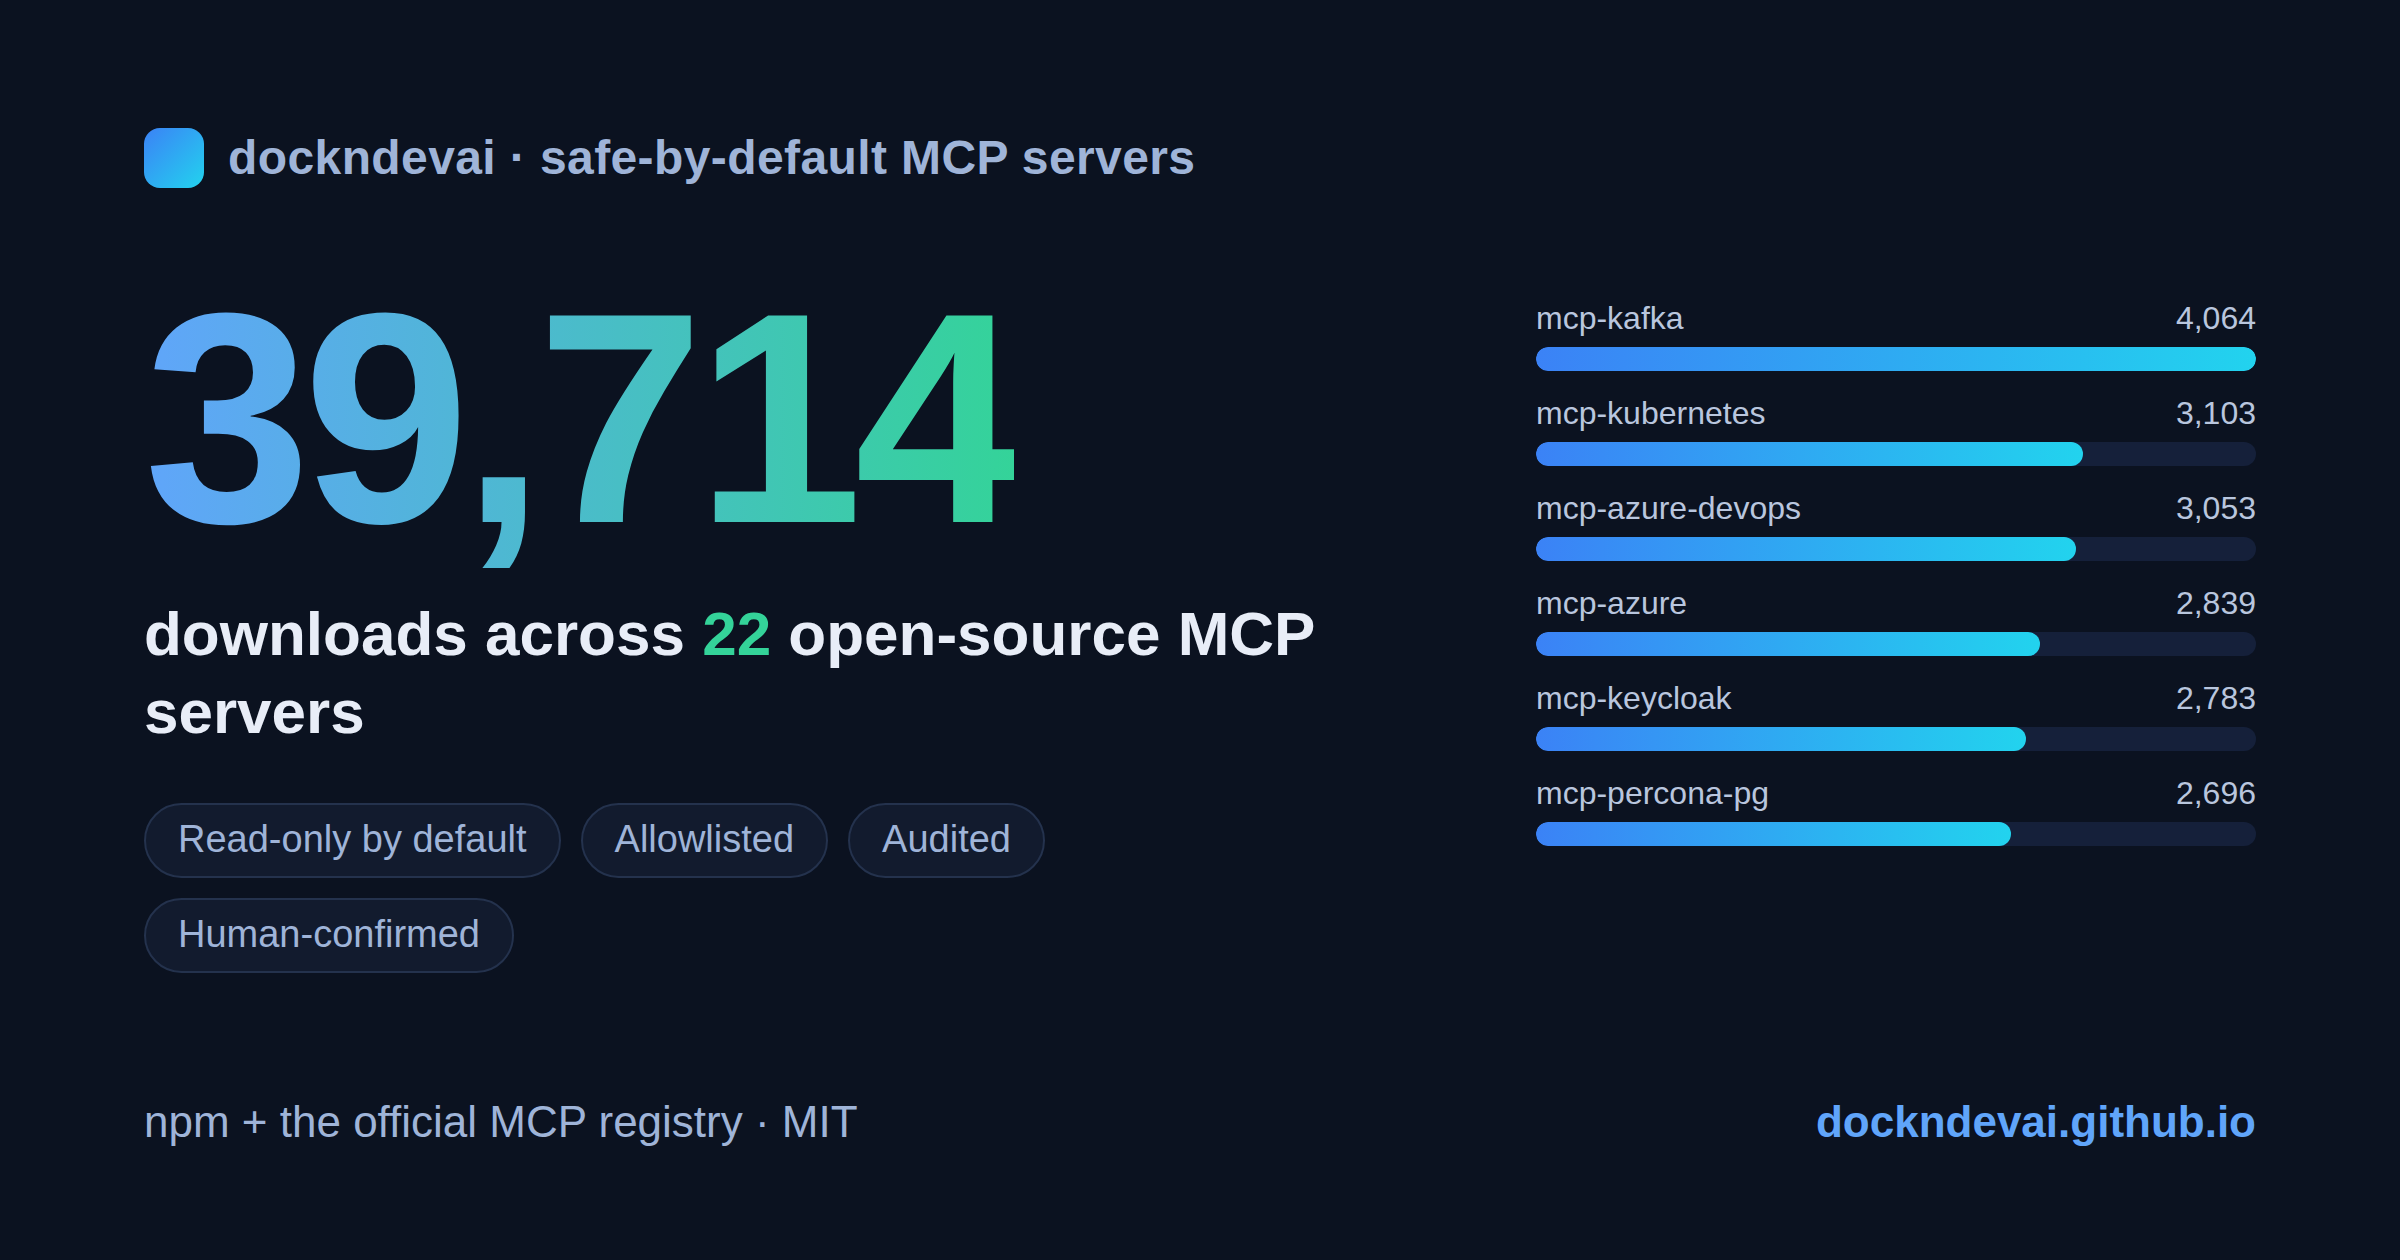 dockndevai · safe-by-default MCP servers
39,714
downloads across 22 open-source MCP
servers
Read-only by default
Allowlisted
Audited
Human-confirmed
mcp-kafka 4,064
mcp-kubernetes 3,103
mcp-azure-devops 3,053
mcp-azure 2,839
mcp-keycloak 2,783
mcp-percona-pg 2,696
npm + the official MCP registry · MIT
dockndevai.github.io